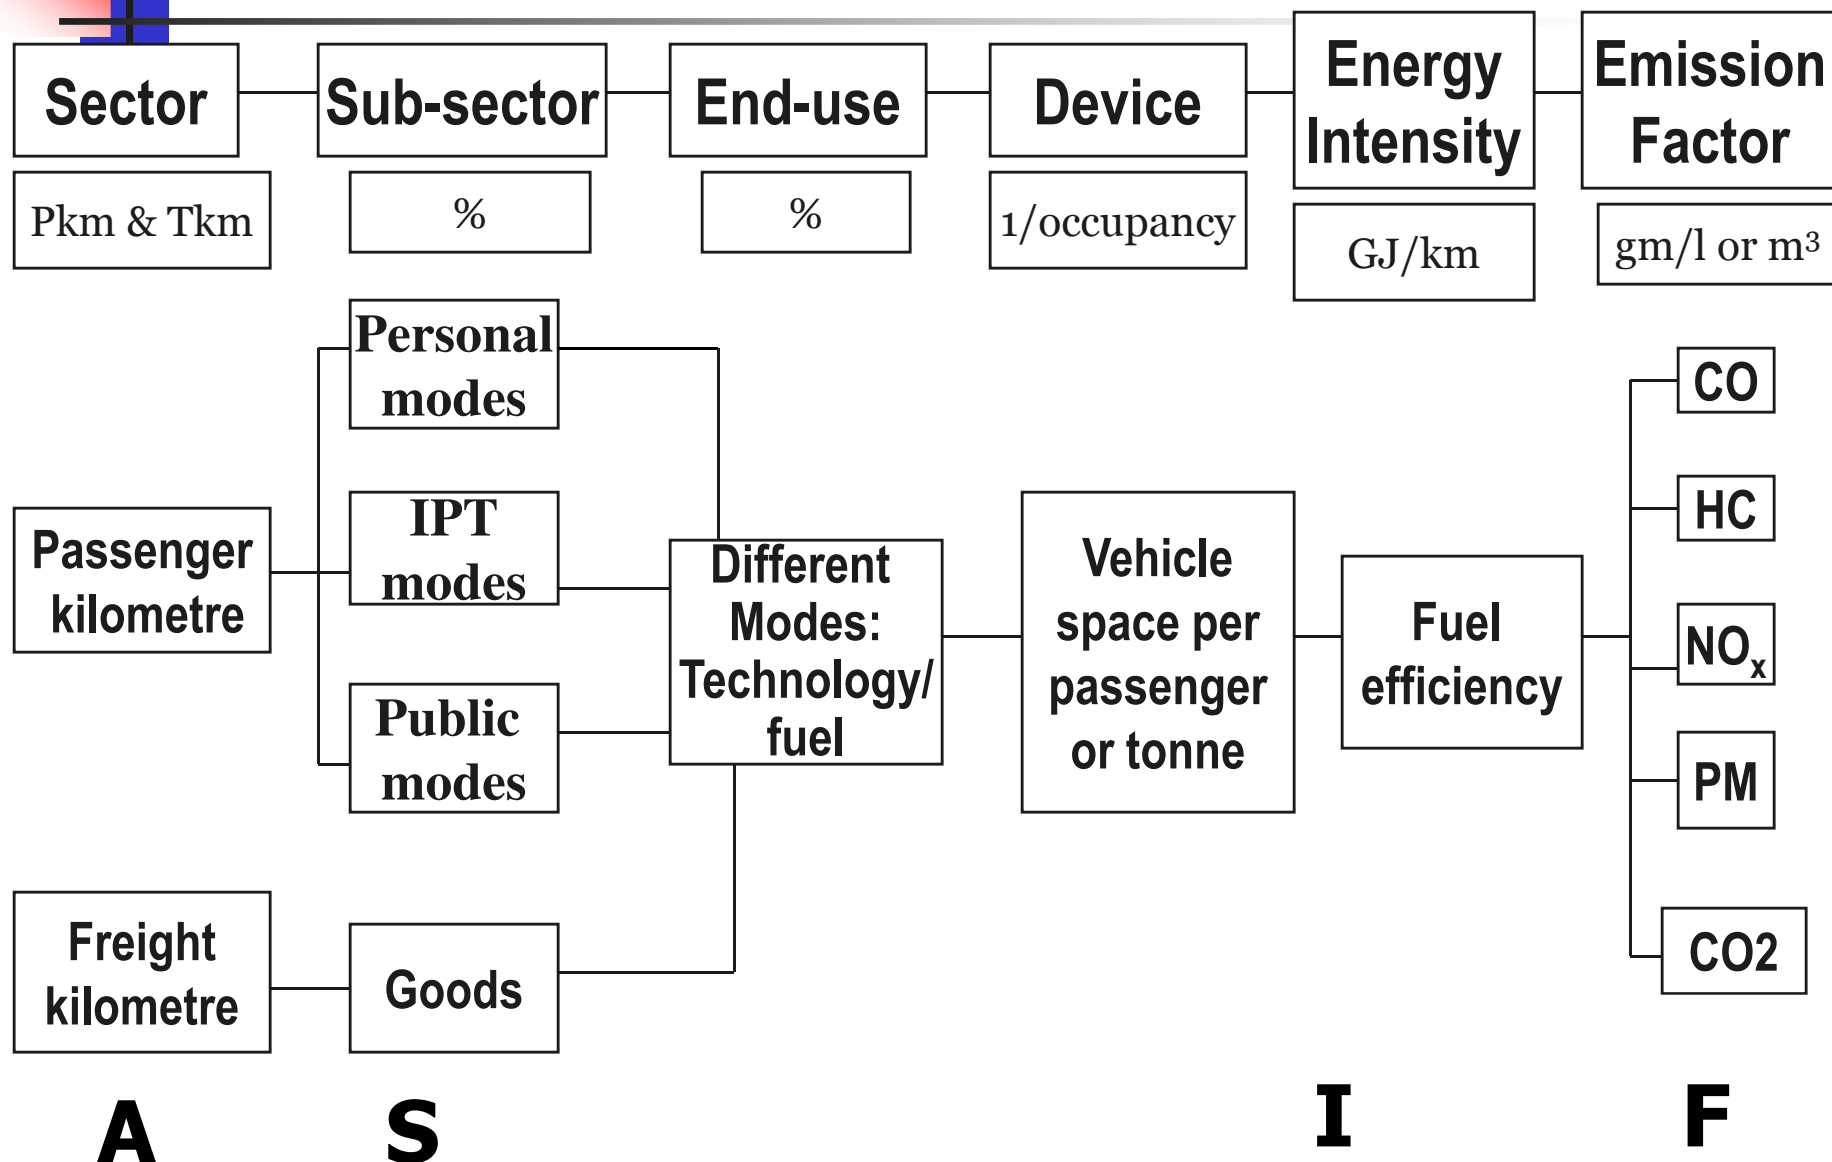 Sector
Sub-sector
End-use
Device
Energy
Intensity
Emission
Factor
Pkm & Tkm
%
%
1/occupancy
GJ/km
gm/l or m³
Personal
modes
IPT
modes
Public
modes
Passenger
kilometre
Different
Modes:
Technology/
fuel
Vehicle
space per
passenger
or tonne
Fuel
efficiency
CO
HC
NOₓ
PM
CO2
Freight
kilometre
Goods
A
S
I
F